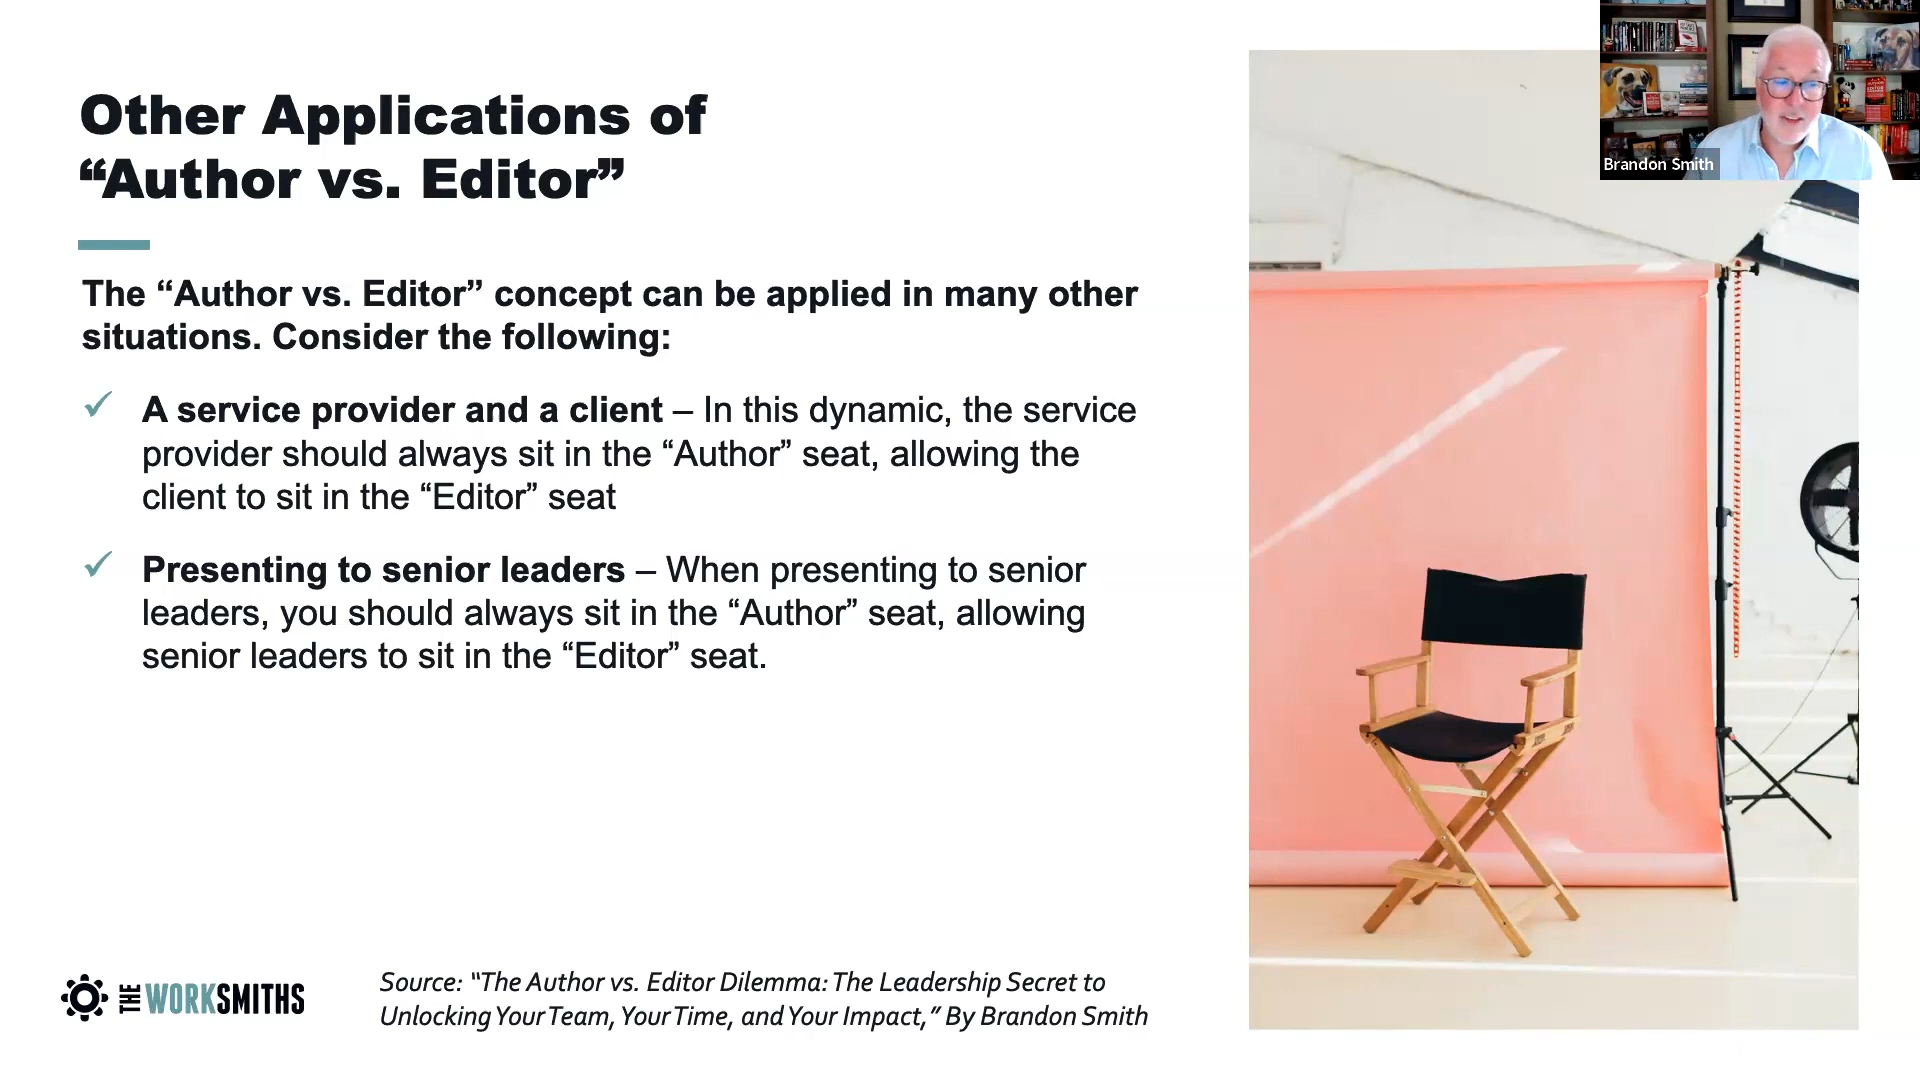 Other Applications of
“Author vs. Editor”
The “Author vs. Editor” concept can be applied in many other
situations. Consider the following:
✓ A service provider and a client – In this dynamic, the service
provider should always sit in the “Author” seat, allowing the
client to sit in the “Editor” seat
✓ Presenting to senior leaders – When presenting to senior
leaders, you should always sit in the “Author” seat, allowing
senior leaders to sit in the “Editor” seat.
THE WORKSMITHS
Source: “The Author vs. Editor Dilemma: The Leadership Secret to
Unlocking Your Team, Your Time, and Your Impact,” By Brandon Smith
Brandon Smith